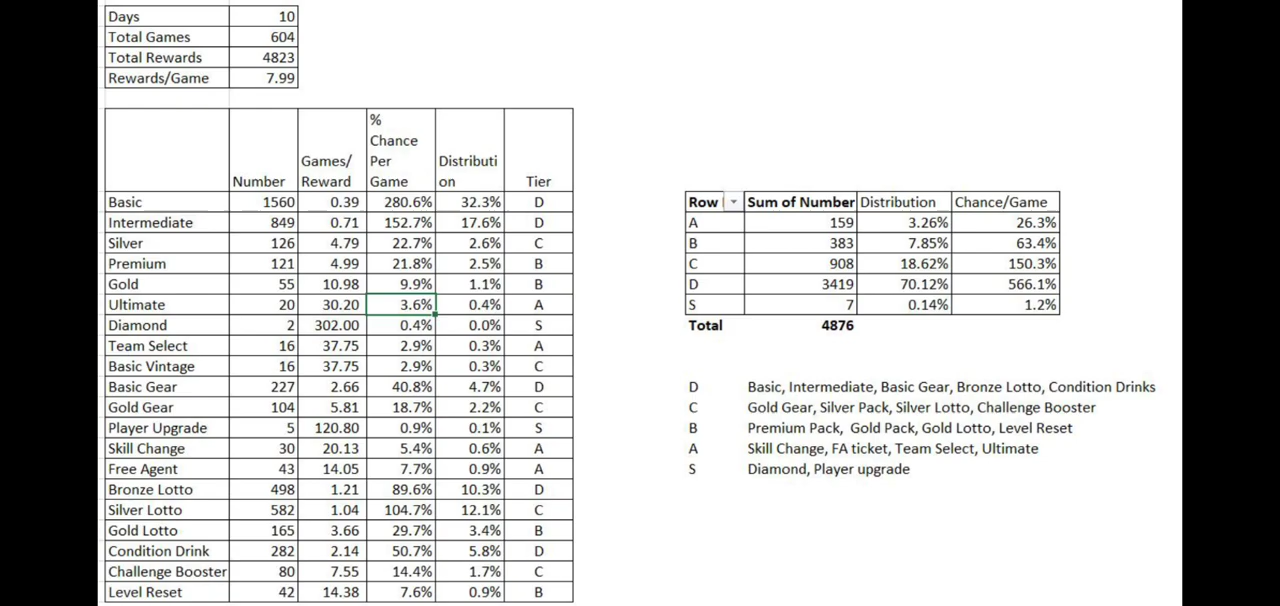 Days 10
Total Games 604
Total Rewards 4823
Rewards/Game 7.99
%
Chance
Games/ Per Distributi
Number Reward Game on Tier
Basic 1560 0.39 280.6% 32.3% D
Intermediate 849 0.71 152.7% 17.6% D
Silver 126 4.79 22.7% 2.6% C
Premium 121 4.99 21.8% 2.5% B
Gold 55 10.98 9.9% 1.1% B
Ultimate 20 30.20 3.6% 0.4% A
Diamond 2 302.00 0.4% 0.0% S
Team Select 16 37.75 2.9% 0.3% A
Basic Vintage 16 37.75 2.9% 0.3% C
Basic Gear 227 2.66 40.8% 4.7% D
Gold Gear 104 5.81 18.7% 2.2% C
Player Upgrade 5 120.80 0.9% 0.1% S
Skill Change 30 20.13 5.4% 0.6% A
Free Agent 43 14.05 7.7% 0.9% A
Bronze Lotto 498 1.21 89.6% 10.3% D
Silver Lotto 582 1.04 104.7% 12.1% C
Gold Lotto 165 3.66 29.7% 3.4% B
Condition Drink 282 2.14 50.7% 5.8% D
Challenge Booster 80 7.55 14.4% 1.7% C
Level Reset 42 14.38 7.6% 0.9% B
Row Sum of Number Distribution Chance/Game
A 159 3.26% 26.3%
B 383 7.85% 63.4%
C 908 18.62% 150.3%
D 3419 70.12% 566.1%
S 7 0.14% 1.2%
Total 4876
D Basic, Intermediate, Basic Gear, Bronze Lotto, Condition Drinks
C Gold Gear, Silver Pack, Silver Lotto, Challenge Booster
B Premium Pack, Gold Pack, Gold Lotto, Level Reset
A Skill Change, FA ticket, Team Select, Ultimate
S Diamond, Player upgrade